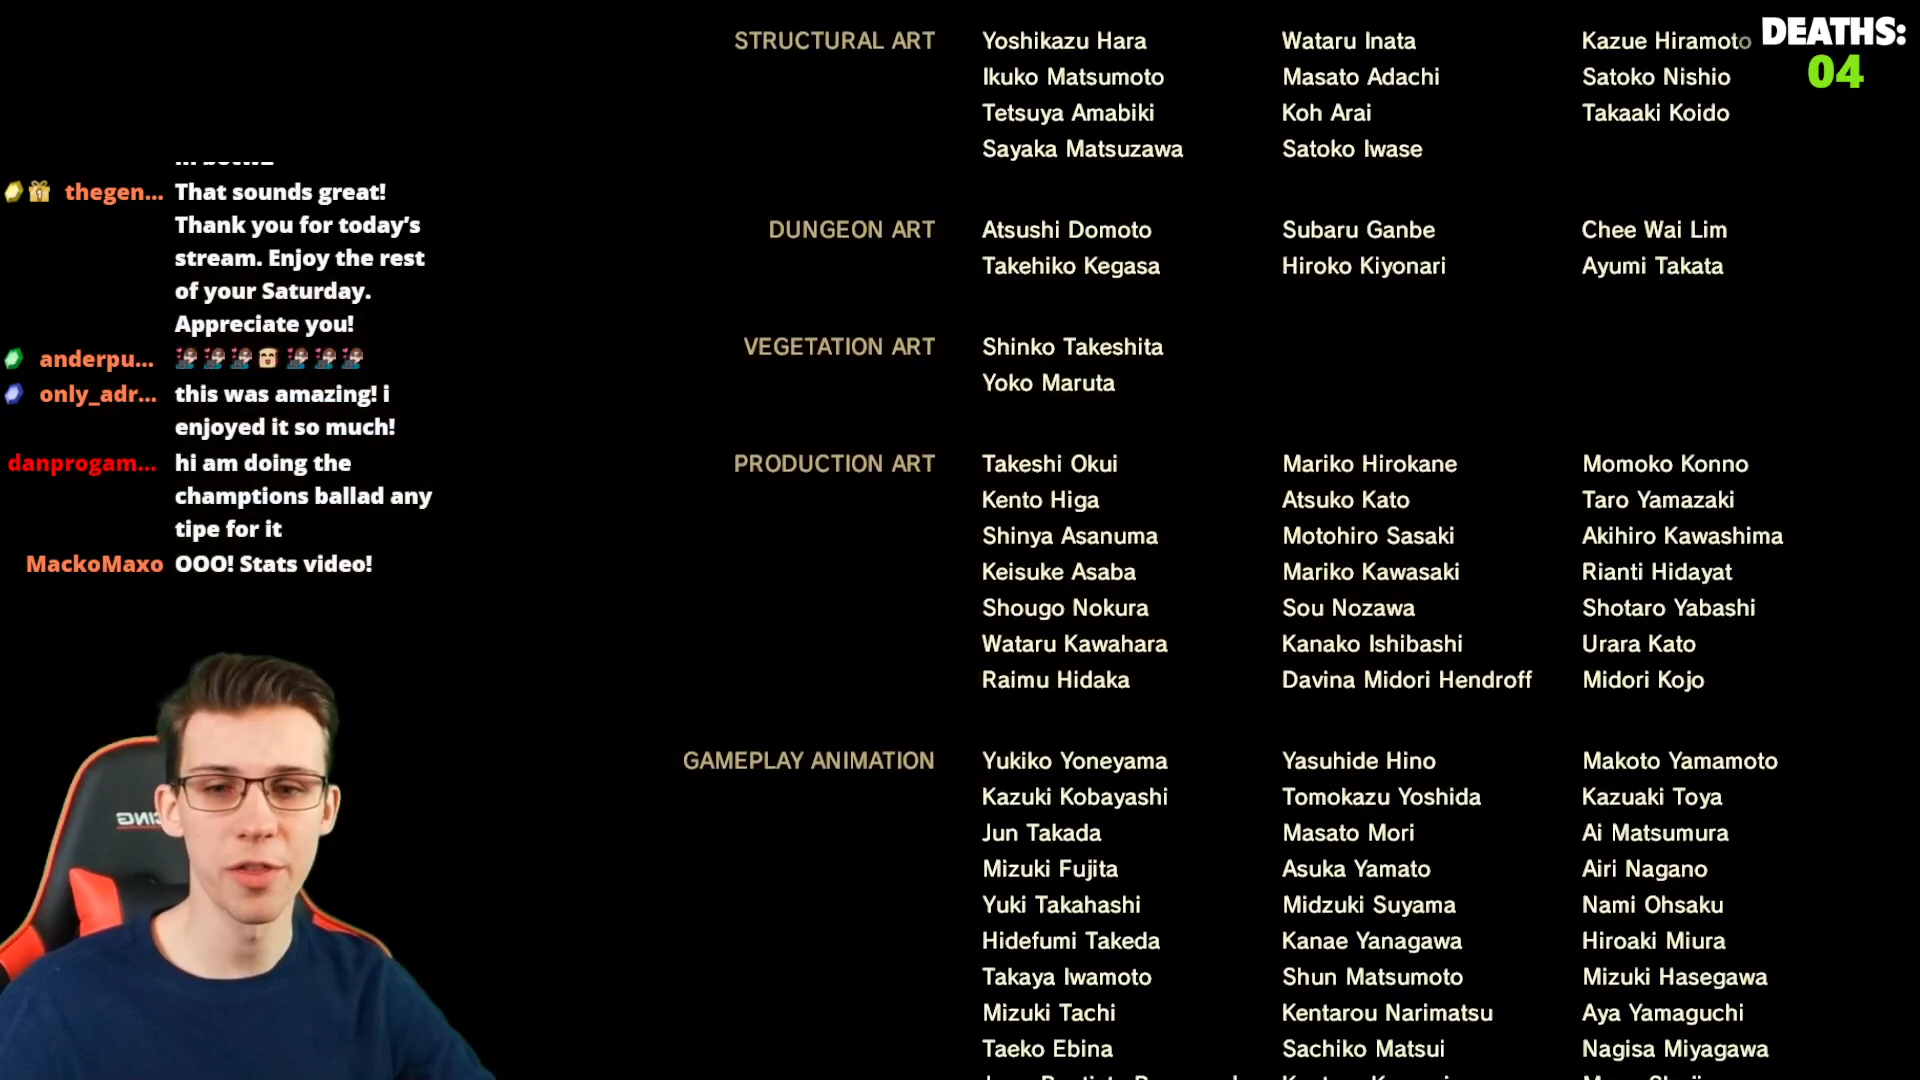 DEATHS:
04
thegen... That sounds great!
Thank you for today's
stream. Enjoy the rest
of your Saturday.
Appreciate you!
anderpu...
only_adr... this was amazing! i
enjoyed it so much!
danprogam... hi am doing the
champtions ballad any
tipe for it
MackoMaxo OOO! Stats video!
STRUCTURAL ART Yoshikazu Hara Wataru Inata Kazue Hiramoto
Ikuko Matsumoto Masato Adachi Satoko Nishio
Tetsuya Amabiki Koh Arai Takaaki Koido
Sayaka Matsuzawa Satoko Iwase
DUNGEON ART Atsushi Domoto Subaru Ganbe Chee Wai Lim
Takehiko Kegasa Hiroko Kiyonari Ayumi Takata
VEGETATION ART Shinko Takeshita
Yoko Maruta
PRODUCTION ART Takeshi Okui Mariko Hirokane Momoko Konno
Kento Higa Atsuko Kato Taro Yamazaki
Shinya Asanuma Motohiro Sasaki Akihiro Kawashima
Keisuke Asaba Mariko Kawasaki Rianti Hidayat
Shougo Nokura Sou Nozawa Shotaro Yabashi
Wataru Kawahara Kanako Ishibashi Urara Kato
Raimu Hidaka Davina Midori Hendroff Midori Kojo
GAMEPLAY ANIMATION Yukiko Yoneyama Yasuhide Hino Makoto Yamamoto
Kazuki Kobayashi Tomokazu Yoshida Kazuaki Toya
Jun Takada Masato Mori Ai Matsumura
Mizuki Fujita Asuka Yamato Airi Nagano
Yuki Takahashi Midzuki Suyama Nami Ohsaku
Hidefumi Takeda Kanae Yanagawa Hiroaki Miura
Takaya Iwamoto Shun Matsumoto Mizuki Hasegawa
Mizuki Tachi Kentarou Narimatsu Aya Yamaguchi
Taeko Ebina Sachiko Matsui Nagisa Miyagawa